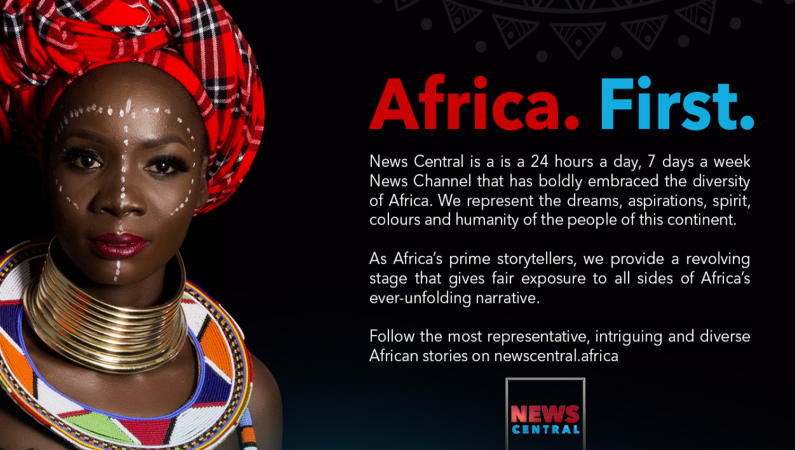 Africa. First.
News Central is a is a 24 hours a day, 7 days a week
News Channel that has boldly embraced the diversity
of Africa. We represent the dreams, aspirations, spirit,
colours and humanity of the people of this continent.
As Africa’s prime storytellers, we provide a revolving
stage that gives fair exposure to all sides of Africa’s
ever-unfolding narrative.
Follow the most representative, intriguing and diverse
African stories on newscentral.africa
NEWS
CENTRAL